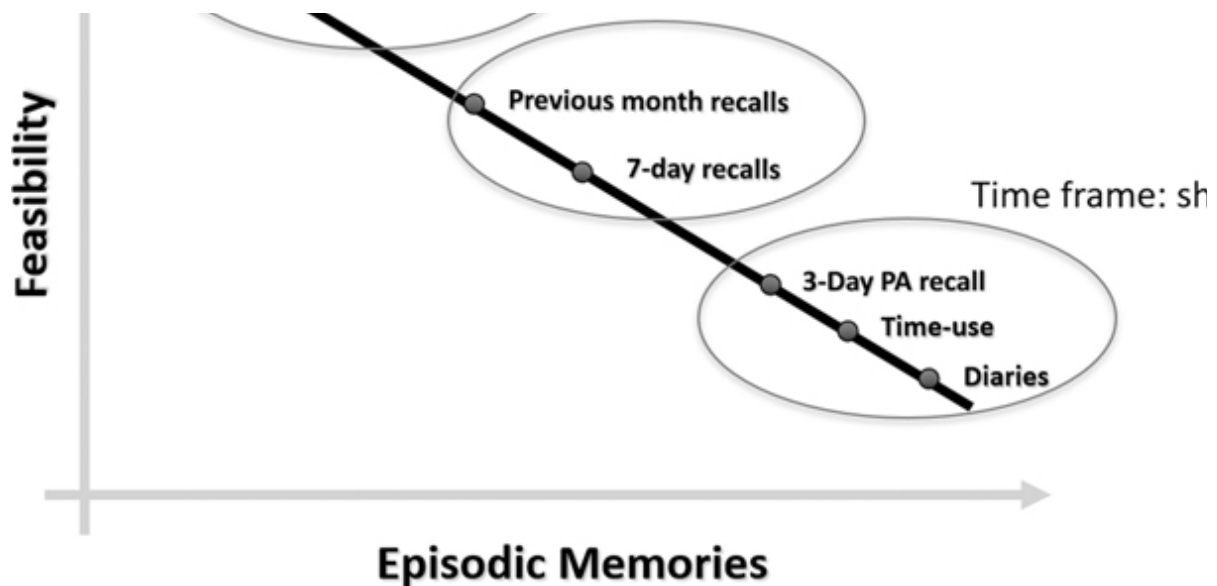 Feasibility
Previous month recalls
7-day recalls
Time frame: sh
3-Day PA recall
Time-use
Diaries
Episodic Memories